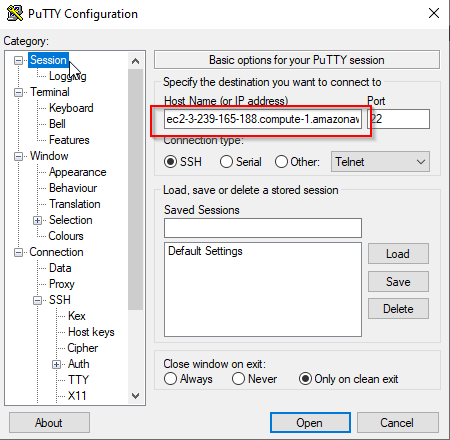 PuTTY Configuration
Category:
Session
Logging
Terminal
Keyboard
Bell
Features
Window
Appearance
Behaviour
Translation
Selection
Colours
Connection
Data
Proxy
SSH
Kex
Host keys
Cipher
Auth
TTY
X11
Basic options for your PuTTY session
Specify the destination you want to connect to
Host Name (or IP address) Port
ec2-3-239-165-188.compute-1.amazonaw 22
Connection type:
SSH Serial Other: Telnet
Load, save or delete a stored session
Saved Sessions
Default Settings
Load
Save
Delete
Close window on exit:
Always Never Only on clean exit
About Open Cancel